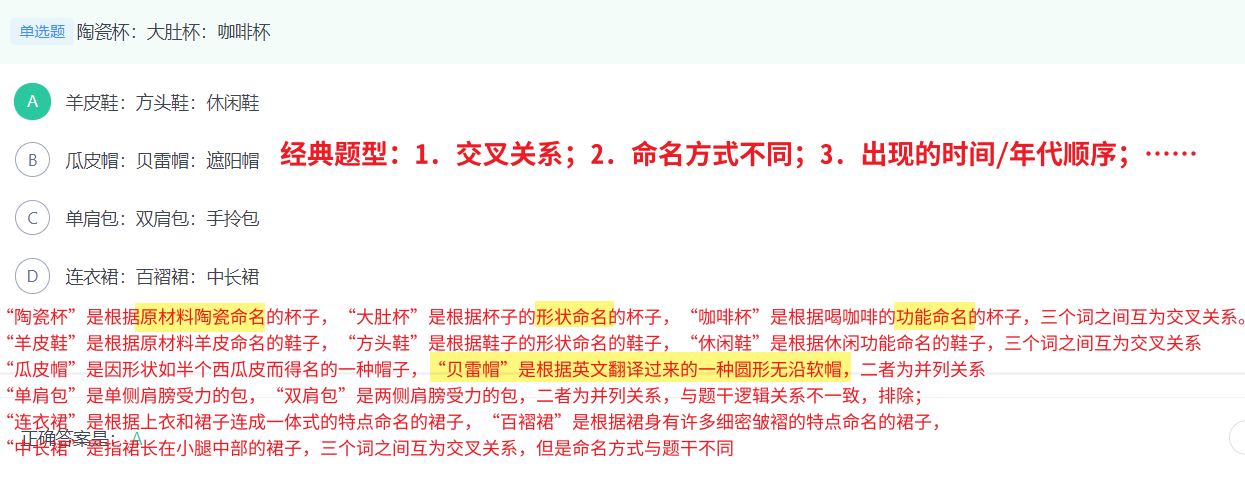 单选题 陶瓷杯：大肚杯：咖啡杯
A 羊皮鞋：方头鞋：休闲鞋
经典题型：1．交叉关系；2．命名方式不同；3．出现的时间/年代顺序；……
B 瓜皮帽：贝雷帽：遮阳帽
C 单肩包：双肩包：手拎包
D 连衣裙：百褶裙：中长裙
“陶瓷杯”是根据原材料陶瓷命名的杯子，“大肚杯”是根据杯子的形状命名的杯子，“咖啡杯”是根据喝咖啡的功能命名的杯子，三个词之间互为交叉关系。
“羊皮鞋”是根据原材料羊皮命名的鞋子，“方头鞋”是根据鞋子的形状命名的鞋子，“休闲鞋”是根据休闲功能命名的鞋子，三个词之间互为交叉关系
“瓜皮帽”是因形状如半个西瓜皮而得名的一种帽子，“贝雷帽”是根据英文翻译过来的一种圆形无沿软帽，二者为并列关系
“单肩包”是单侧肩膀受力的包，“双肩包”是两侧肩膀受力的包，二者为并列关系，与题干逻辑关系不一致，排除；
“连衣裙”是根据上衣和裙子连成一体式的特点命名的裙子，“百褶裙”是根据裙身有许多细密皱褶的特点命名的裙子，
正确答案是：A
“中长裙”是指裙长在小腿中部的裙子，三个词之间互为交叉关系，但是命名方式与题干不同